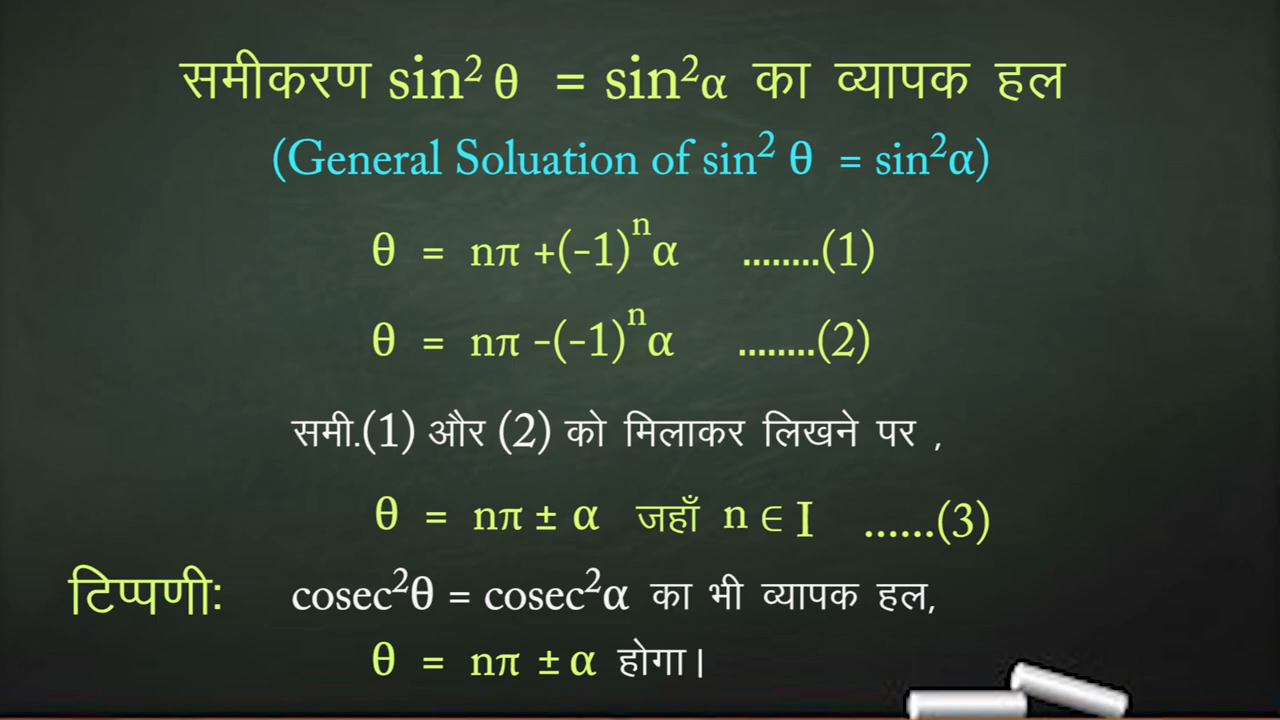 समीकरण sin² θ = sin²α का व्यापक हल
(General Soluation of sin² θ = sin²α)
θ = nπ +(-1)ⁿα ........(1)
θ = nπ -(-1)ⁿα ........(2)
समी.(1) और (2) को मिलाकर लिखने पर ,
θ = nπ ± α जहाँ n ∈ I ......(3)
टिप्पणी: cosec²θ = cosec²α का भी व्यापक हल,
θ = nπ ± α होगा।